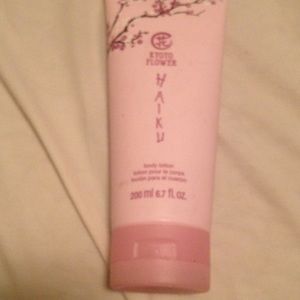 KYOTO
FLOWER
HAIKU
body lotion
lotion pour le corps
loción para el cuerpo
200 ml 6.7 fl. oz.